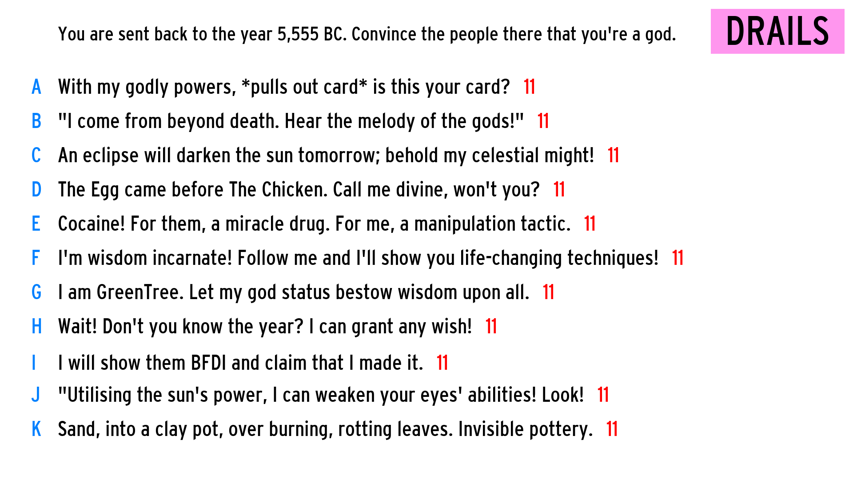 You are sent back to the year 5,555 BC. Convince the people there that you're a god.
DRAILS
A With my godly powers, *pulls out card* is this your card? 11
B "I come from beyond death. Hear the melody of the gods!" 11
C An eclipse will darken the sun tomorrow; behold my celestial might! 11
D The Egg came before The Chicken. Call me divine, won't you? 11
E Cocaine! For them, a miracle drug. For me, a manipulation tactic. 11
F I'm wisdom incarnate! Follow me and I'll show you life-changing techniques! 11
G I am GreenTree. Let my god status bestow wisdom upon all. 11
H Wait! Don't you know the year? I can grant any wish! 11
I I will show them BFDI and claim that I made it. 11
J "Utilising the sun's power, I can weaken your eyes' abilities! Look! 11
K Sand, into a clay pot, over burning, rotting leaves. Invisible pottery. 11